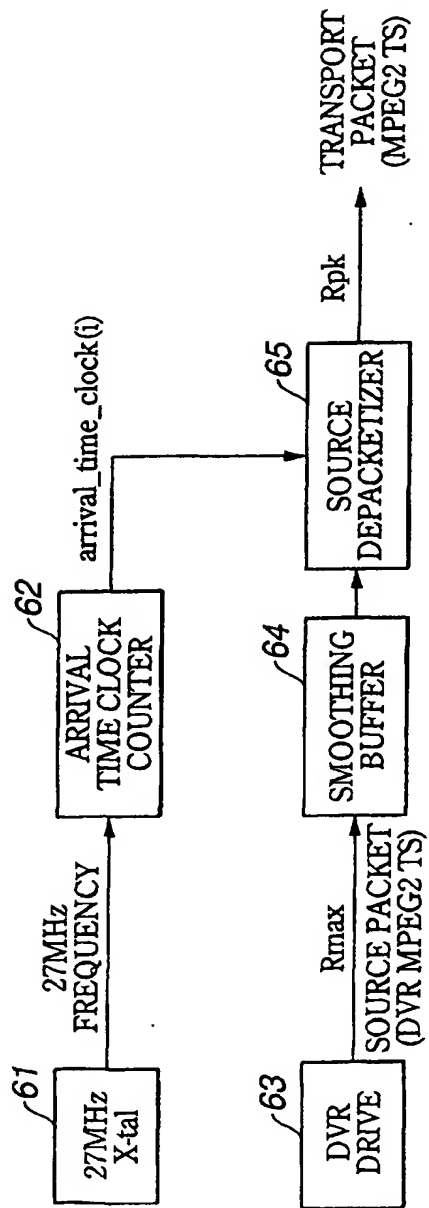 61
27MHz
X-tal
27MHz
FREQUENCY
62
ARRIVAL
TIME CLOCK
COUNTER
arrival_time_clock(i)
63
DVR
DRIVE
Rmax
SOURCE PACKET
(DVR MPEG2 TS)
64
SMOOTHING
BUFFER
65
SOURCE
DEPACKETIZER
Rpk
TRANSPORT
PACKET
(MPEG2 TS)